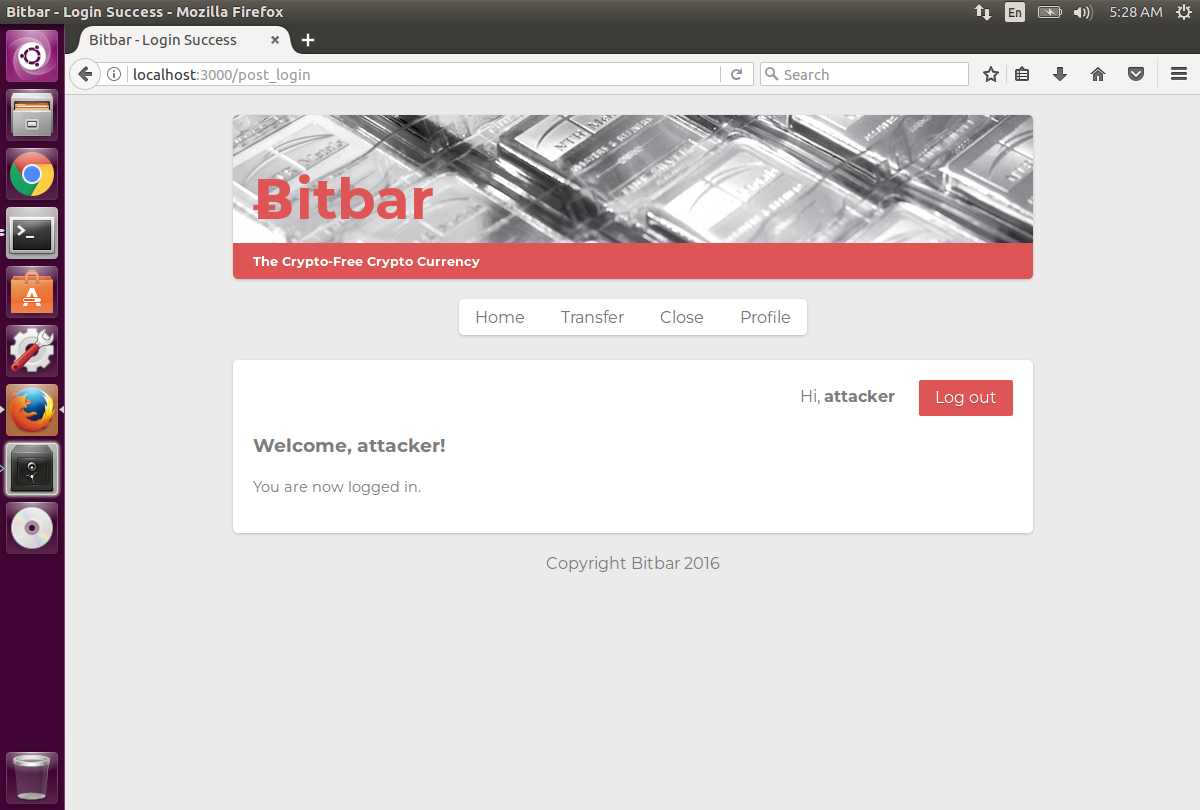 Bitbar - Login Success - Mozilla Firefox
En
5:28 AM
Bitbar - Login Success
localhost:3000/post_login
Search
Ƀitbar
The Crypto-Free Crypto Currency
Home Transfer Close Profile
Hi, attacker
Log out
Welcome, attacker!
You are now logged in.
Copyright Bitbar 2016